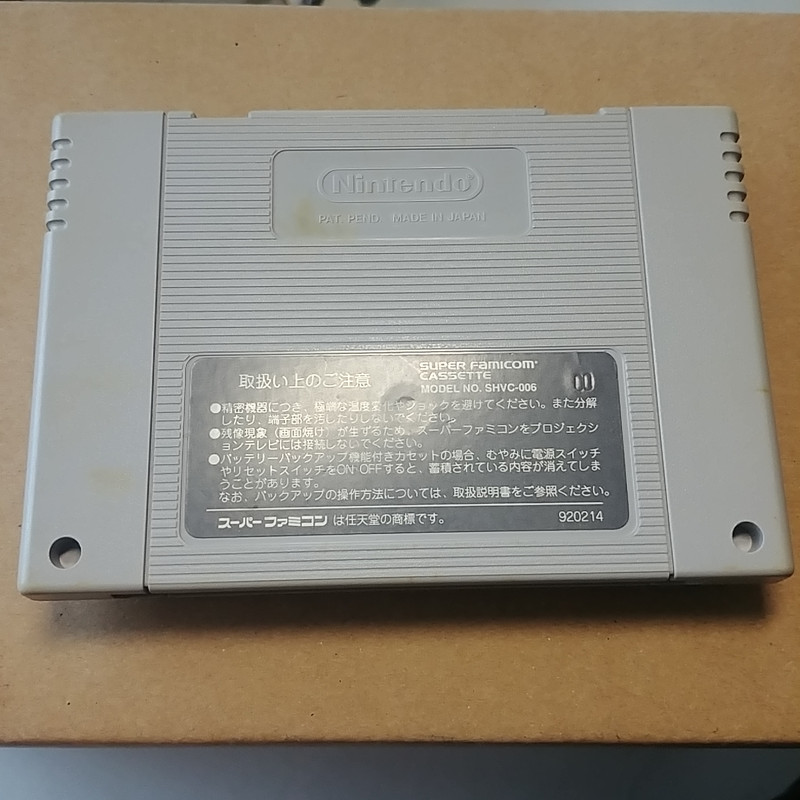 Nintendo®
PAT. PEND. MADE IN JAPAN
取扱い上のご注意
SUPER FAMICOM®
CASSETTE
MODEL NO. SHVC-006
●精密機器につき、極端な温度変化やショックを避けてください。また分解
したり、端子部を汚したりしないでください。
●残像現象(画面焼け)が生ずるため、スーパーファミコンをプロジェクシ
ョンテレビには接続しないでください。
●バッテリーバックアップ機能付きカセットの場合、むやみに電源スイッチ
やリセットスイッチをON・OFFすると、蓄積されている内容が消えてしま
うことがあります。
なお、バックアップの操作方法については、取扱説明書をご参照ください。
スーパーファミコン は任天堂の商標です。
920214